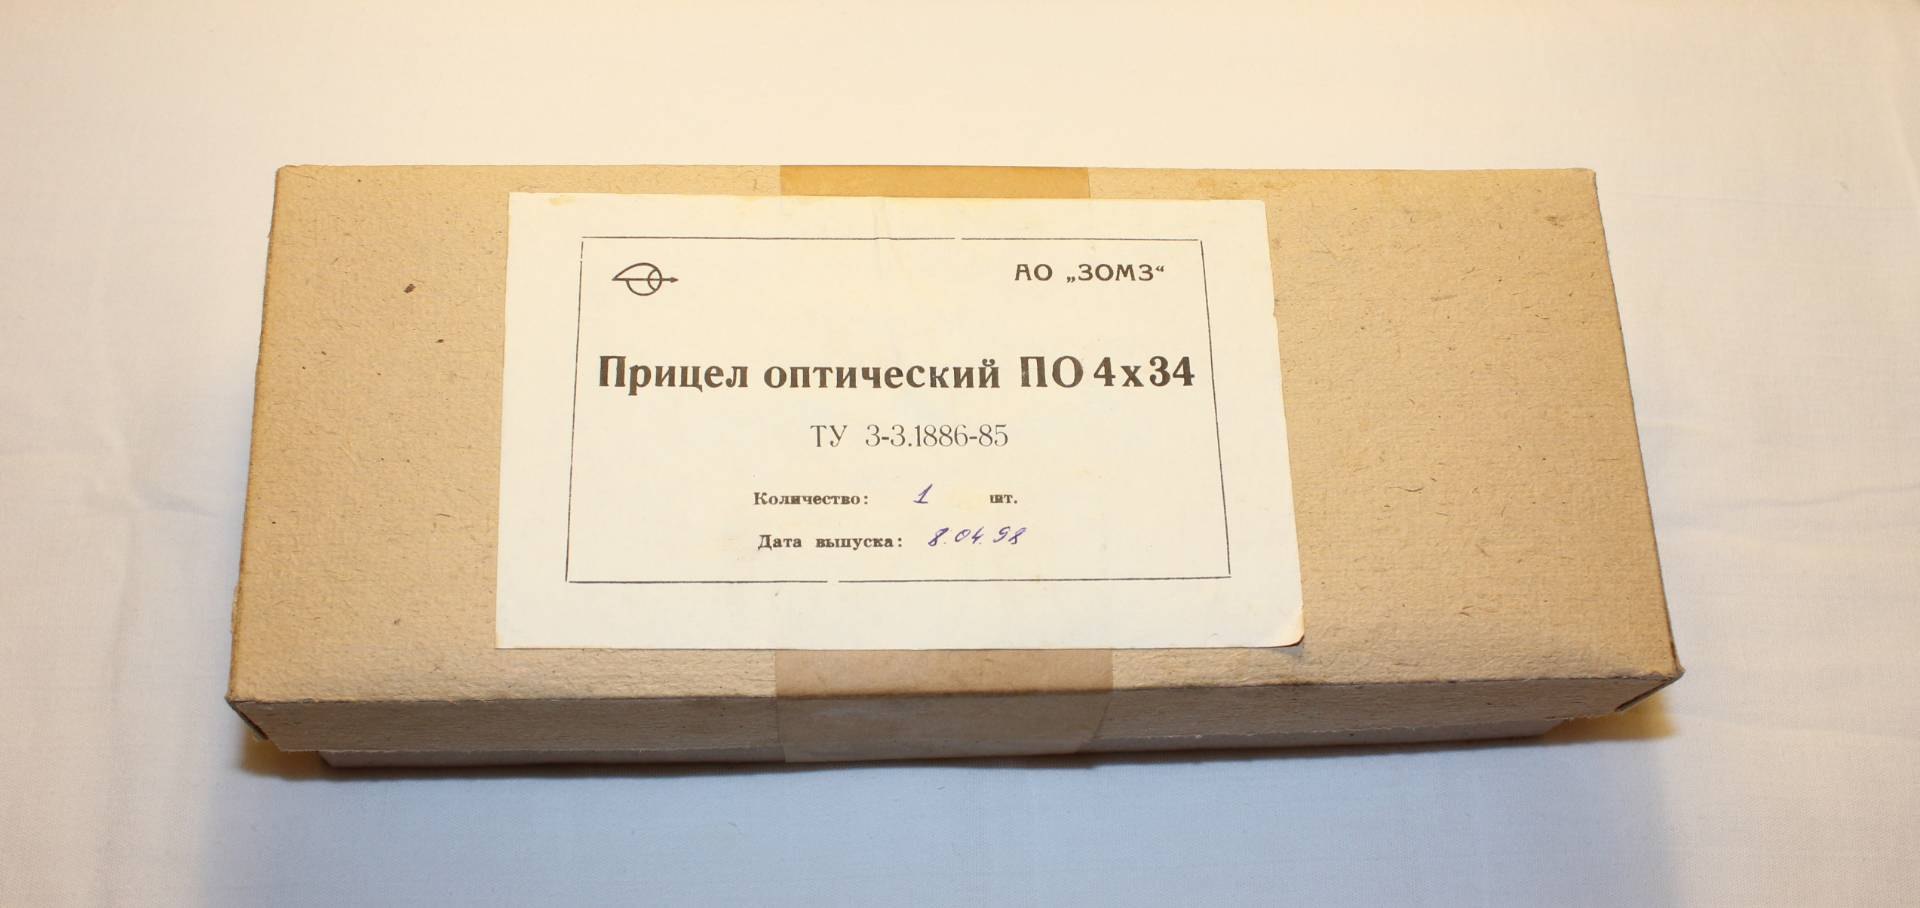 АО „ЗОМЗ“
Прицел оптический ПО 4х34
ТУ 3-3.1886-85
Количество: 1 шт.
Дата выпуска: 8.04.98